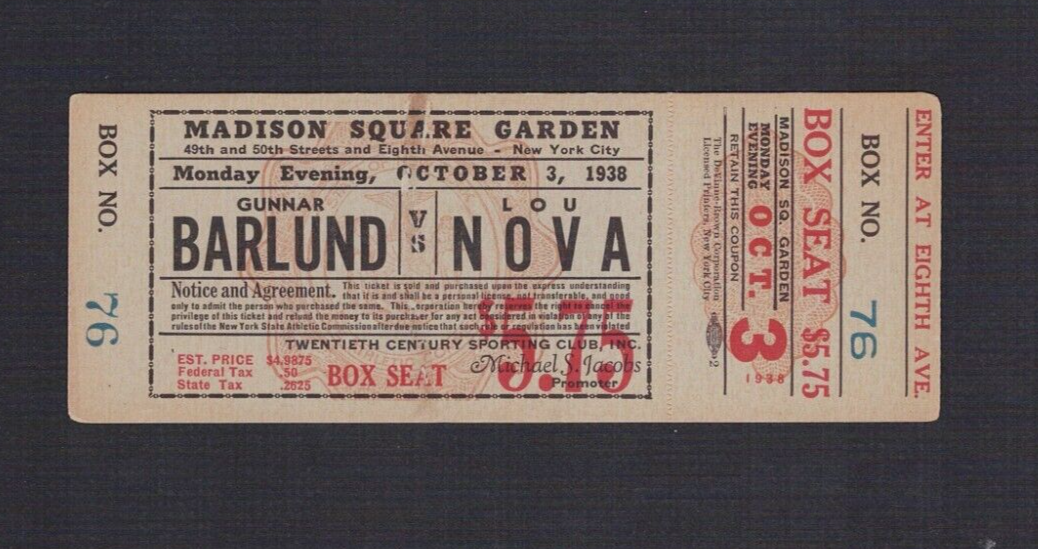 BOX NO.
76
MADISON SQUARE GARDEN
49th and 50th Streets and Eighth Avenue - New York City
Monday Evening, OCTOBER 3, 1938
GUNNAR
BARLUND
VS
LOU
NOVA
Notice and Agreement. This ticket is sold and purchased upon the express understanding
that it is and shall be a personal license, not transferable, and good
only to admit the person who purchased the same. This corporation hereby reserves the right to cancel the
privilege of this ticket and refund the money to its purchaser for any act considered in violation of any of the
rules of the New York State Athletic Commission after due notice that such rule or regulation has been violated
$5.75
TWENTIETH CENTURY SPORTING CLUB, INC.
EST. PRICE $4.9875
Federal Tax .50
State Tax .2625
BOX SEAT
Michael S. Jacobs
Promoter
ENTER AT EIGHTH AVE.
BOX NO.
76
BOX SEAT $5.75
MADISON SQ. GARDEN
MONDAY
EVENING
OCT. 3
1938
RETAIN THIS COUPON
The DeVinne-Brown Corporation
Licensed Printers, New York City
2